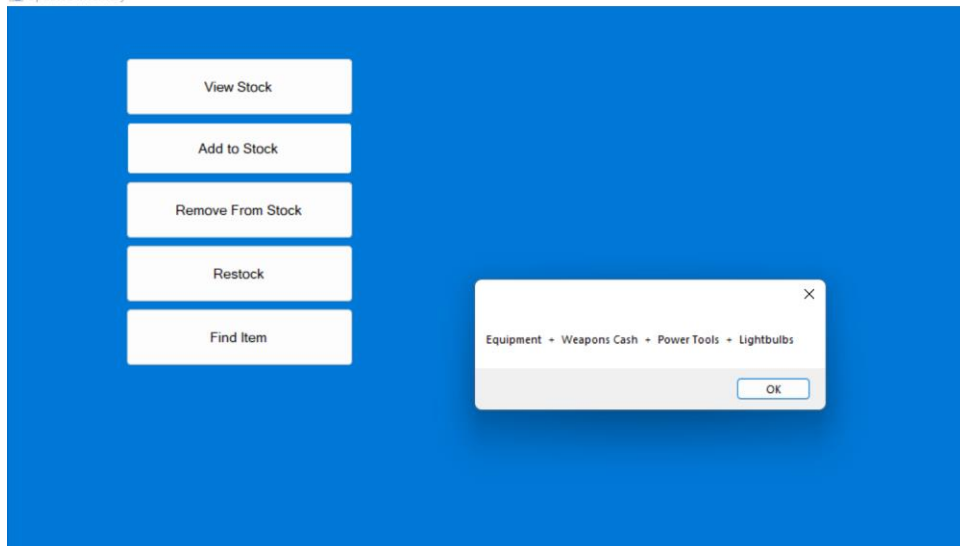 View Stock
Add to Stock
Remove From Stock
Restock
Find Item
Equipment + Weapons Cash + Power Tools + Lightbulbs
OK